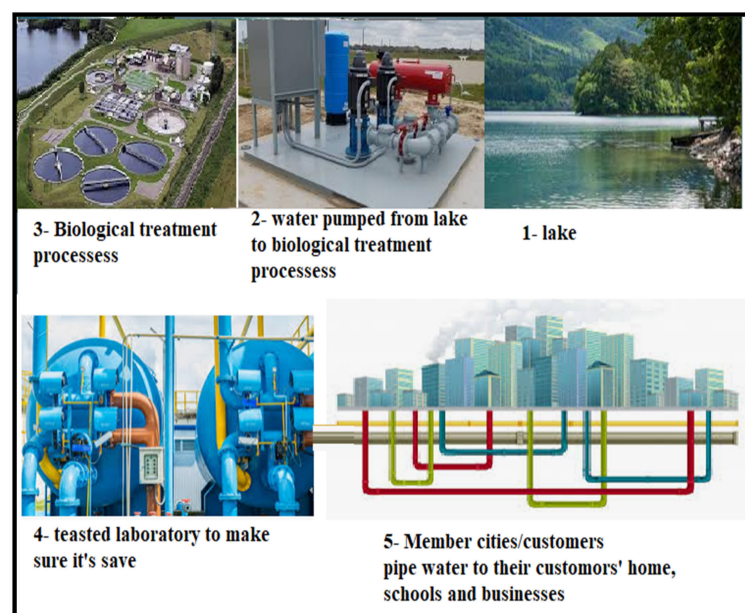 3- Biological treatment
processess
2- water pumped from lake
to biological treatment
processess
1- lake
4- teasted laboratory to make
sure it's save
5- Member cities/customers
pipe water to their customors' home,
schools and businesses